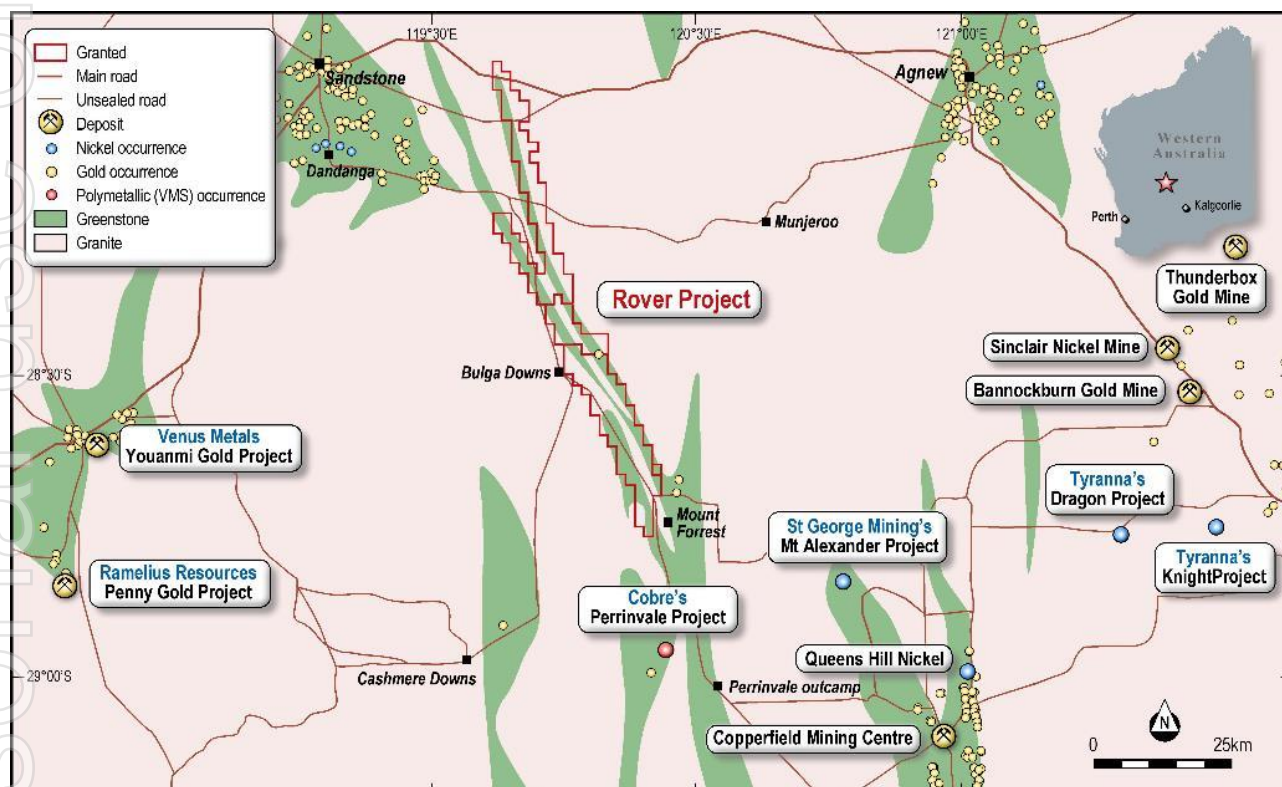 119°30'E
120°30'E
121°00'E
Granted
Main road
Unsealed road
Deposit
Nickel occurrence
Gold occurrence
Polymetallic (VMS) occurrence
Greenstone
Granite
Sandstone
Dandanga
Agnew
Munjeroo
Western
Australia
Perth
Kalgoorlie
Thunderbox
Gold Mine
Rover Project
Sinclair Nickel Mine
Bannockburn Gold Mine
28°30'S
Bulga Downs
Venus Metals
Youanmi Gold Project
Tyranna's
Dragon Project
Mount
Forrest
St George Mining's
Mt Alexander Project
Tyranna's
KnightProject
Ramelius Resources
Penny Gold Project
Cobre's
Perrinvale Project
29°00'S
Cashmere Downs
Queens Hill Nickel
Perrinvale outcamp
Copperfield Mining Centre
N
0
25km